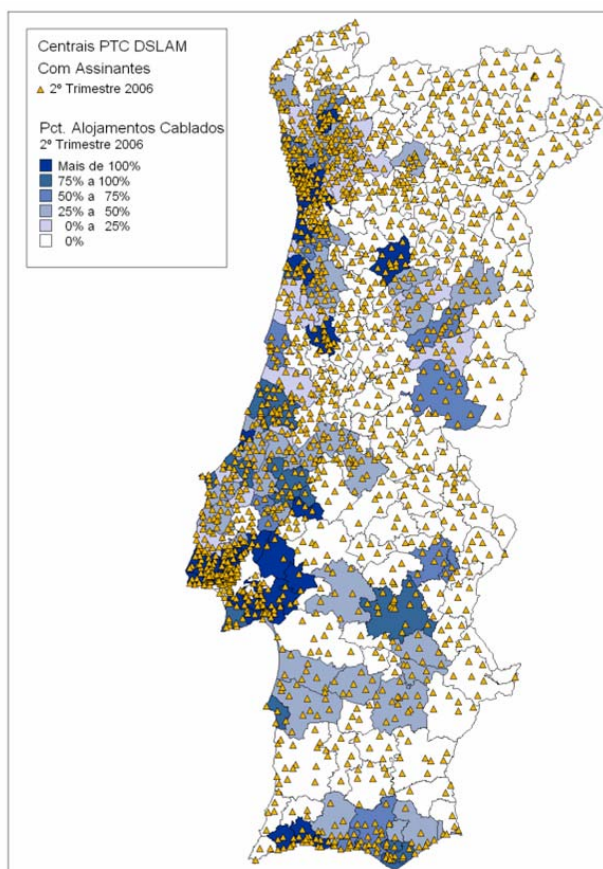 Centrais PTC DSLAM
Com Assinantes
2º Trimestre 2006
Pct. Alojamentos Cablados
2º Trimestre 2006
Mais de 100%
75% a 100%
50% a 75%
25% a 50%
0% a 25%
0%